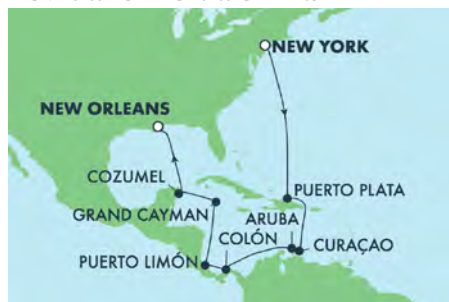 NEW YORK
NEW ORLEANS
COZUMEL
PUERTO PLATA
GRAND CAYMAN
ARUBA
COLÓN
CURAÇAO
PUERTO LIMÓN